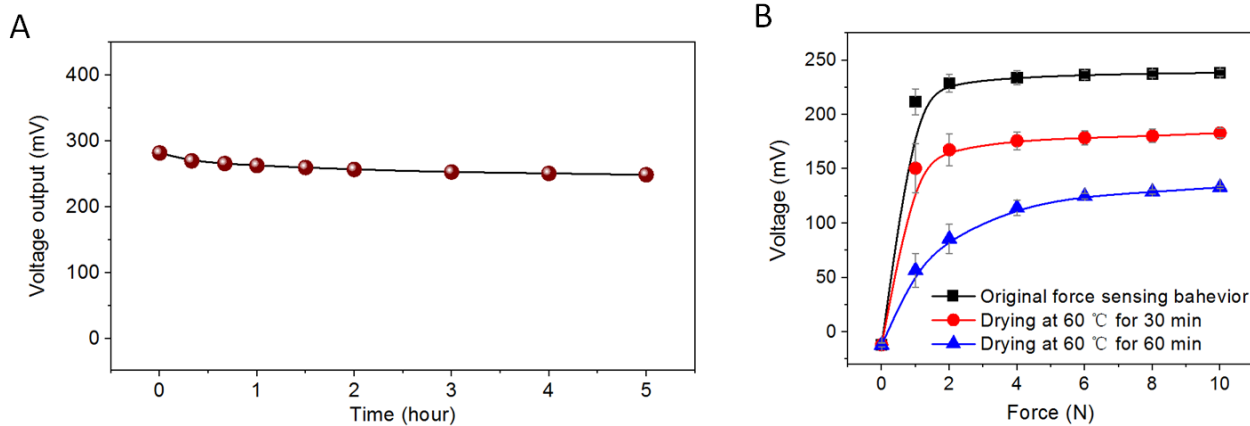 A
Voltage output (mV)
400
300
200
100
0
0 1 2 3 4 5
Time (hour)
B
Voltage (mV)
250
200
150
100
50
0
Original force sensing bahevior
Drying at 60 ℃ for 30 min
Drying at 60 ℃ for 60 min
0 2 4 6 8 10
Force (N)